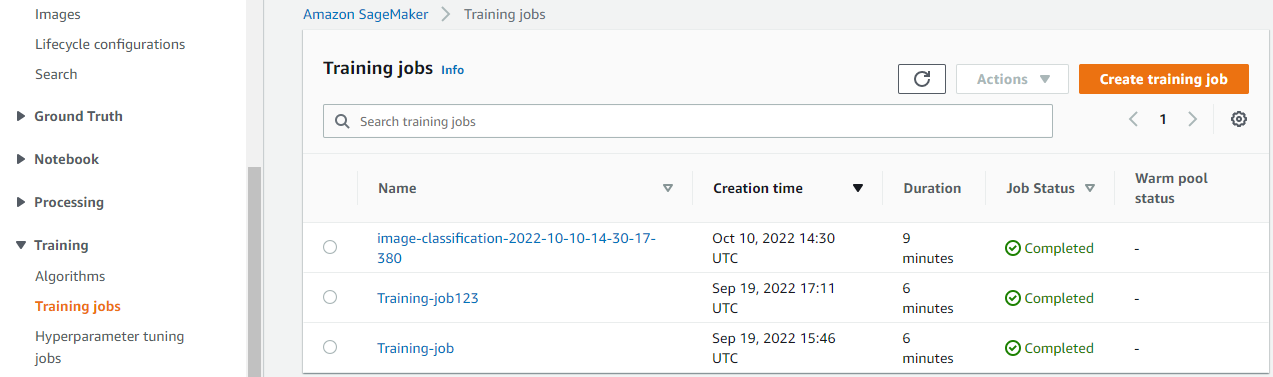 Images
Lifecycle configurations
Search
Ground Truth
Notebook
Processing
Training
Algorithms
Training jobs
Hyperparameter tuning
jobs
Amazon SageMaker > Training jobs
Training jobs Info
Actions
Create training job
Search training jobs
1
Name Creation time Duration Job Status Warm pool
status
image-classification-2022-10-10-14-30-17- Oct 10, 2022 14:30 9 Completed -
380 UTC minutes
Training-job123 Sep 19, 2022 17:11 6 Completed -
UTC minutes
Training-job Sep 19, 2022 15:46 6 Completed -
UTC minutes